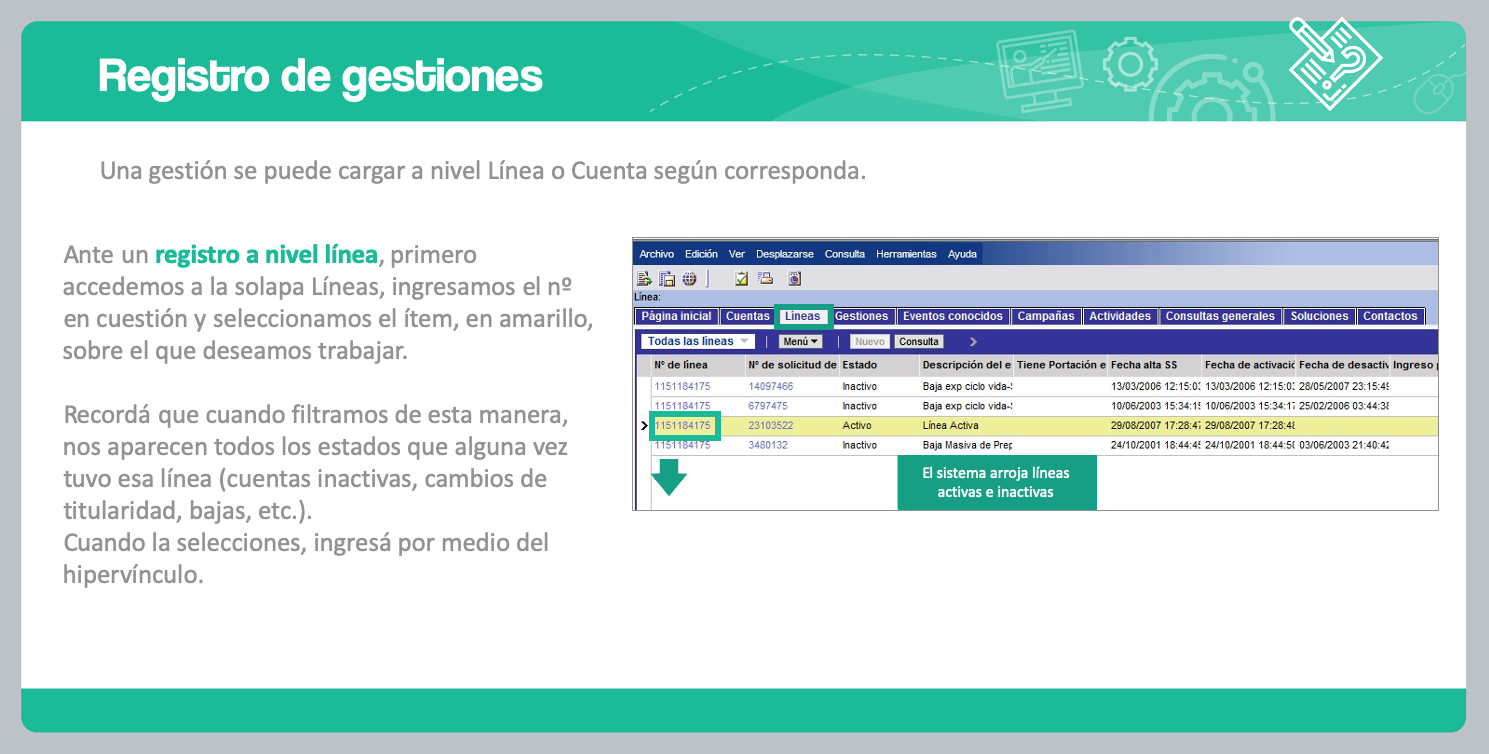 Registro de gestiones
Una gestión se puede cargar a nivel Línea o Cuenta según corresponda.
Ante un registro a nivel línea, primero
accedemos a la solapa Líneas, ingresamos el nº
en cuestión y seleccionamos el ítem, en amarillo,
sobre el que deseamos trabajar.
Recordá que cuando filtramos de esta manera,
nos aparecen todos los estados que alguna vez
tuvo esa línea (cuentas inactivas, cambios de
titularidad, bajas, etc.).
Cuando la selecciones, ingresá por medio del
hipervínculo.
Archivo Edición Ver Desplazarse Consulta Herramientas Ayuda
Línea:
Página inicial Cuentas Líneas Gestiones Eventos conocidos Campañas Actividades Consultas generales Soluciones Contactos
Todas las líneas Menú Nuevo Consulta
Nº de línea Nº de solicitud de Estado Descripción del e Tiene Portación e Fecha alta SS Fecha de activació Fecha de desactiv Ingreso
1151184175 14097466 Inactivo Baja exp ciclo vida- 13/03/2006 12:15:0 13/03/2006 12:15:0 28/05/2007 23:15:4
1151184175 6797475 Inactivo Baja exp ciclo vida- 10/06/2003 15:34:1 10/06/2003 15:34:1 25/02/2006 03:44:3
1151184175 23103522 Activo Línea Activa 29/08/2007 17:28:4 29/08/2007 17:28:4
1151184175 3480132 Inactivo Baja Masiva de Prep 24/10/2001 18:44:4 24/10/2001 18:44:5 03/06/2003 21:40:4
El sistema arroja líneas
activas e inactivas